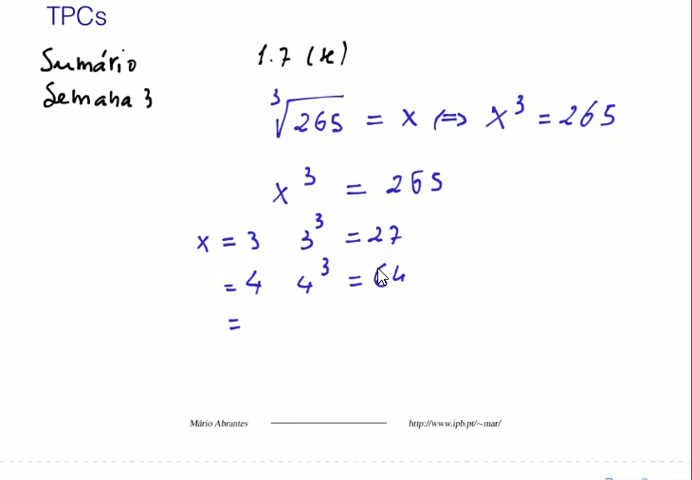 TPCs
Sumário 1.7 (k)
Semana 3
∛265 = x ⇔ x³ = 265
x³ = 265
x = 3 3³ = 27
= 4 4³ = 64
=
Mário Abrantes http://www.ipb.pt/~mar/